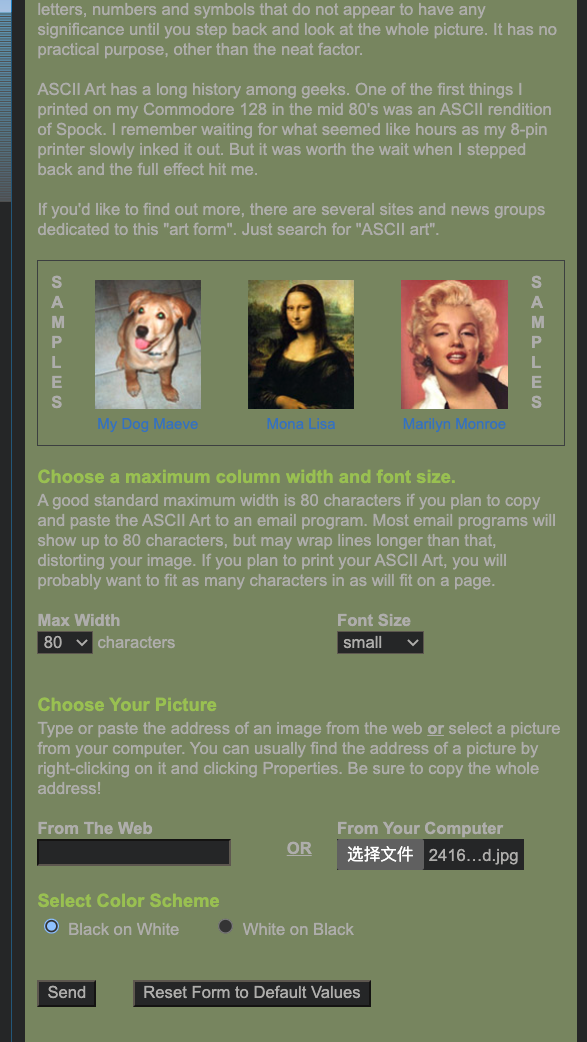 letters, numbers and symbols that do not appear to have any
significance until you step back and look at the whole picture. It has no
practical purpose, other than the neat factor.
ASCII Art has a long history among geeks. One of the first things I
printed on my Commodore 128 in the mid 80's was an ASCII rendition
of Spock. I remember waiting for what seemed like hours as my 8-pin
printer slowly inked it out. But it was worth the wait when I stepped
back and the full effect hit me.
If you'd like to find out more, there are several sites and news groups
dedicated to this "art form". Just search for "ASCII art".
S
A
M
P
L
E
S
My Dog Maeve
Mona Lisa
Marilyn Monroe
S
A
M
P
L
E
S
Choose a maximum column width and font size.
A good standard maximum width is 80 characters if you plan to copy
and paste the ASCII Art to an email program. Most email programs will
show up to 80 characters, but may wrap lines longer than that,
distorting your image. If you plan to print your ASCII Art, you will
probably want to fit as many characters in as will fit on a page.
Max Width
80 characters
Font Size
small
Choose Your Picture
Type or paste the address of an image from the web or select a picture
from your computer. You can usually find the address of a picture by
right-clicking on it and clicking Properties. Be sure to copy the whole
address!
From The Web
OR
From Your Computer
选择文件 2416...d.jpg
Select Color Scheme
Black on White White on Black
Send Reset Form to Default Values